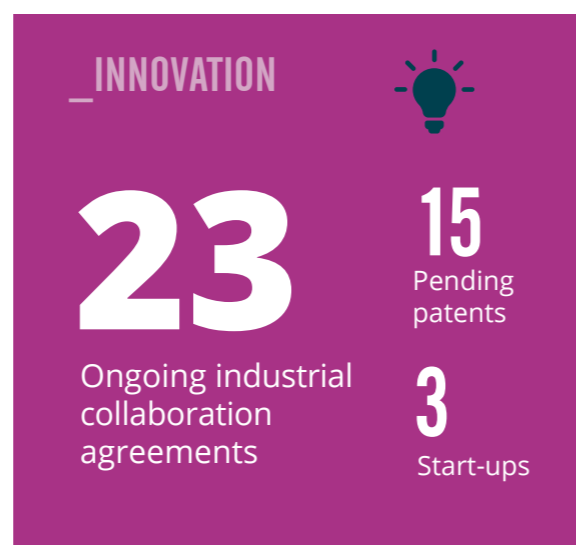 _INNOVATION
23
Ongoing industrial
collaboration
agreements
15
Pending
patents
3
Start-ups